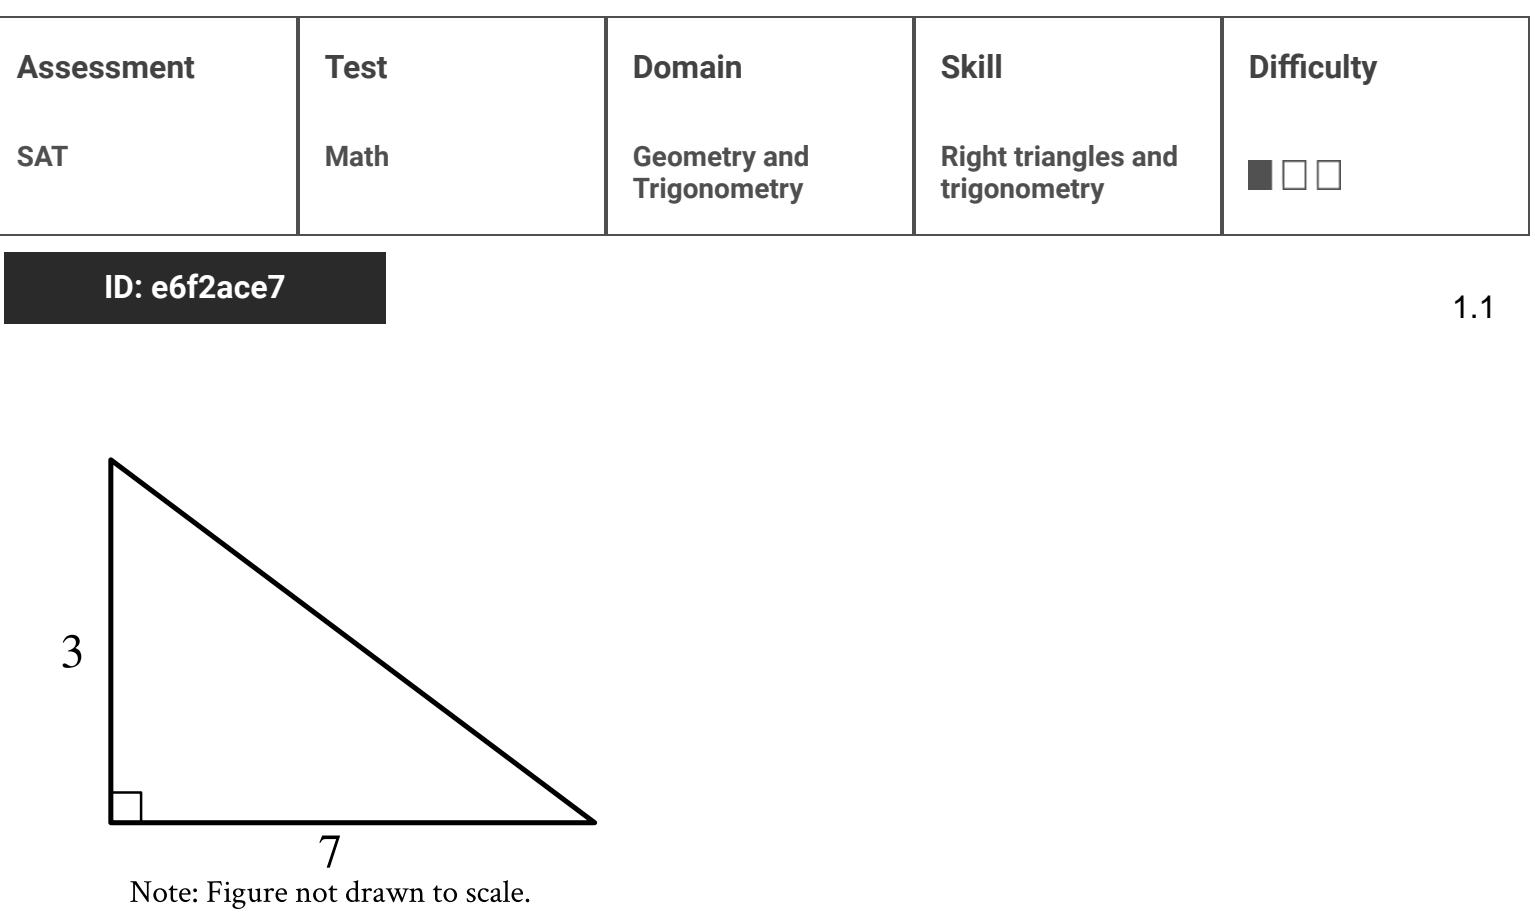 Assessment
Test
Domain
Skill
Difficulty
SAT
Math
Geometry and
Trigonometry
Right triangles and
trigonometry
ID: e6f2ace7
1.1
3
7
Note: Figure not drawn to scale.